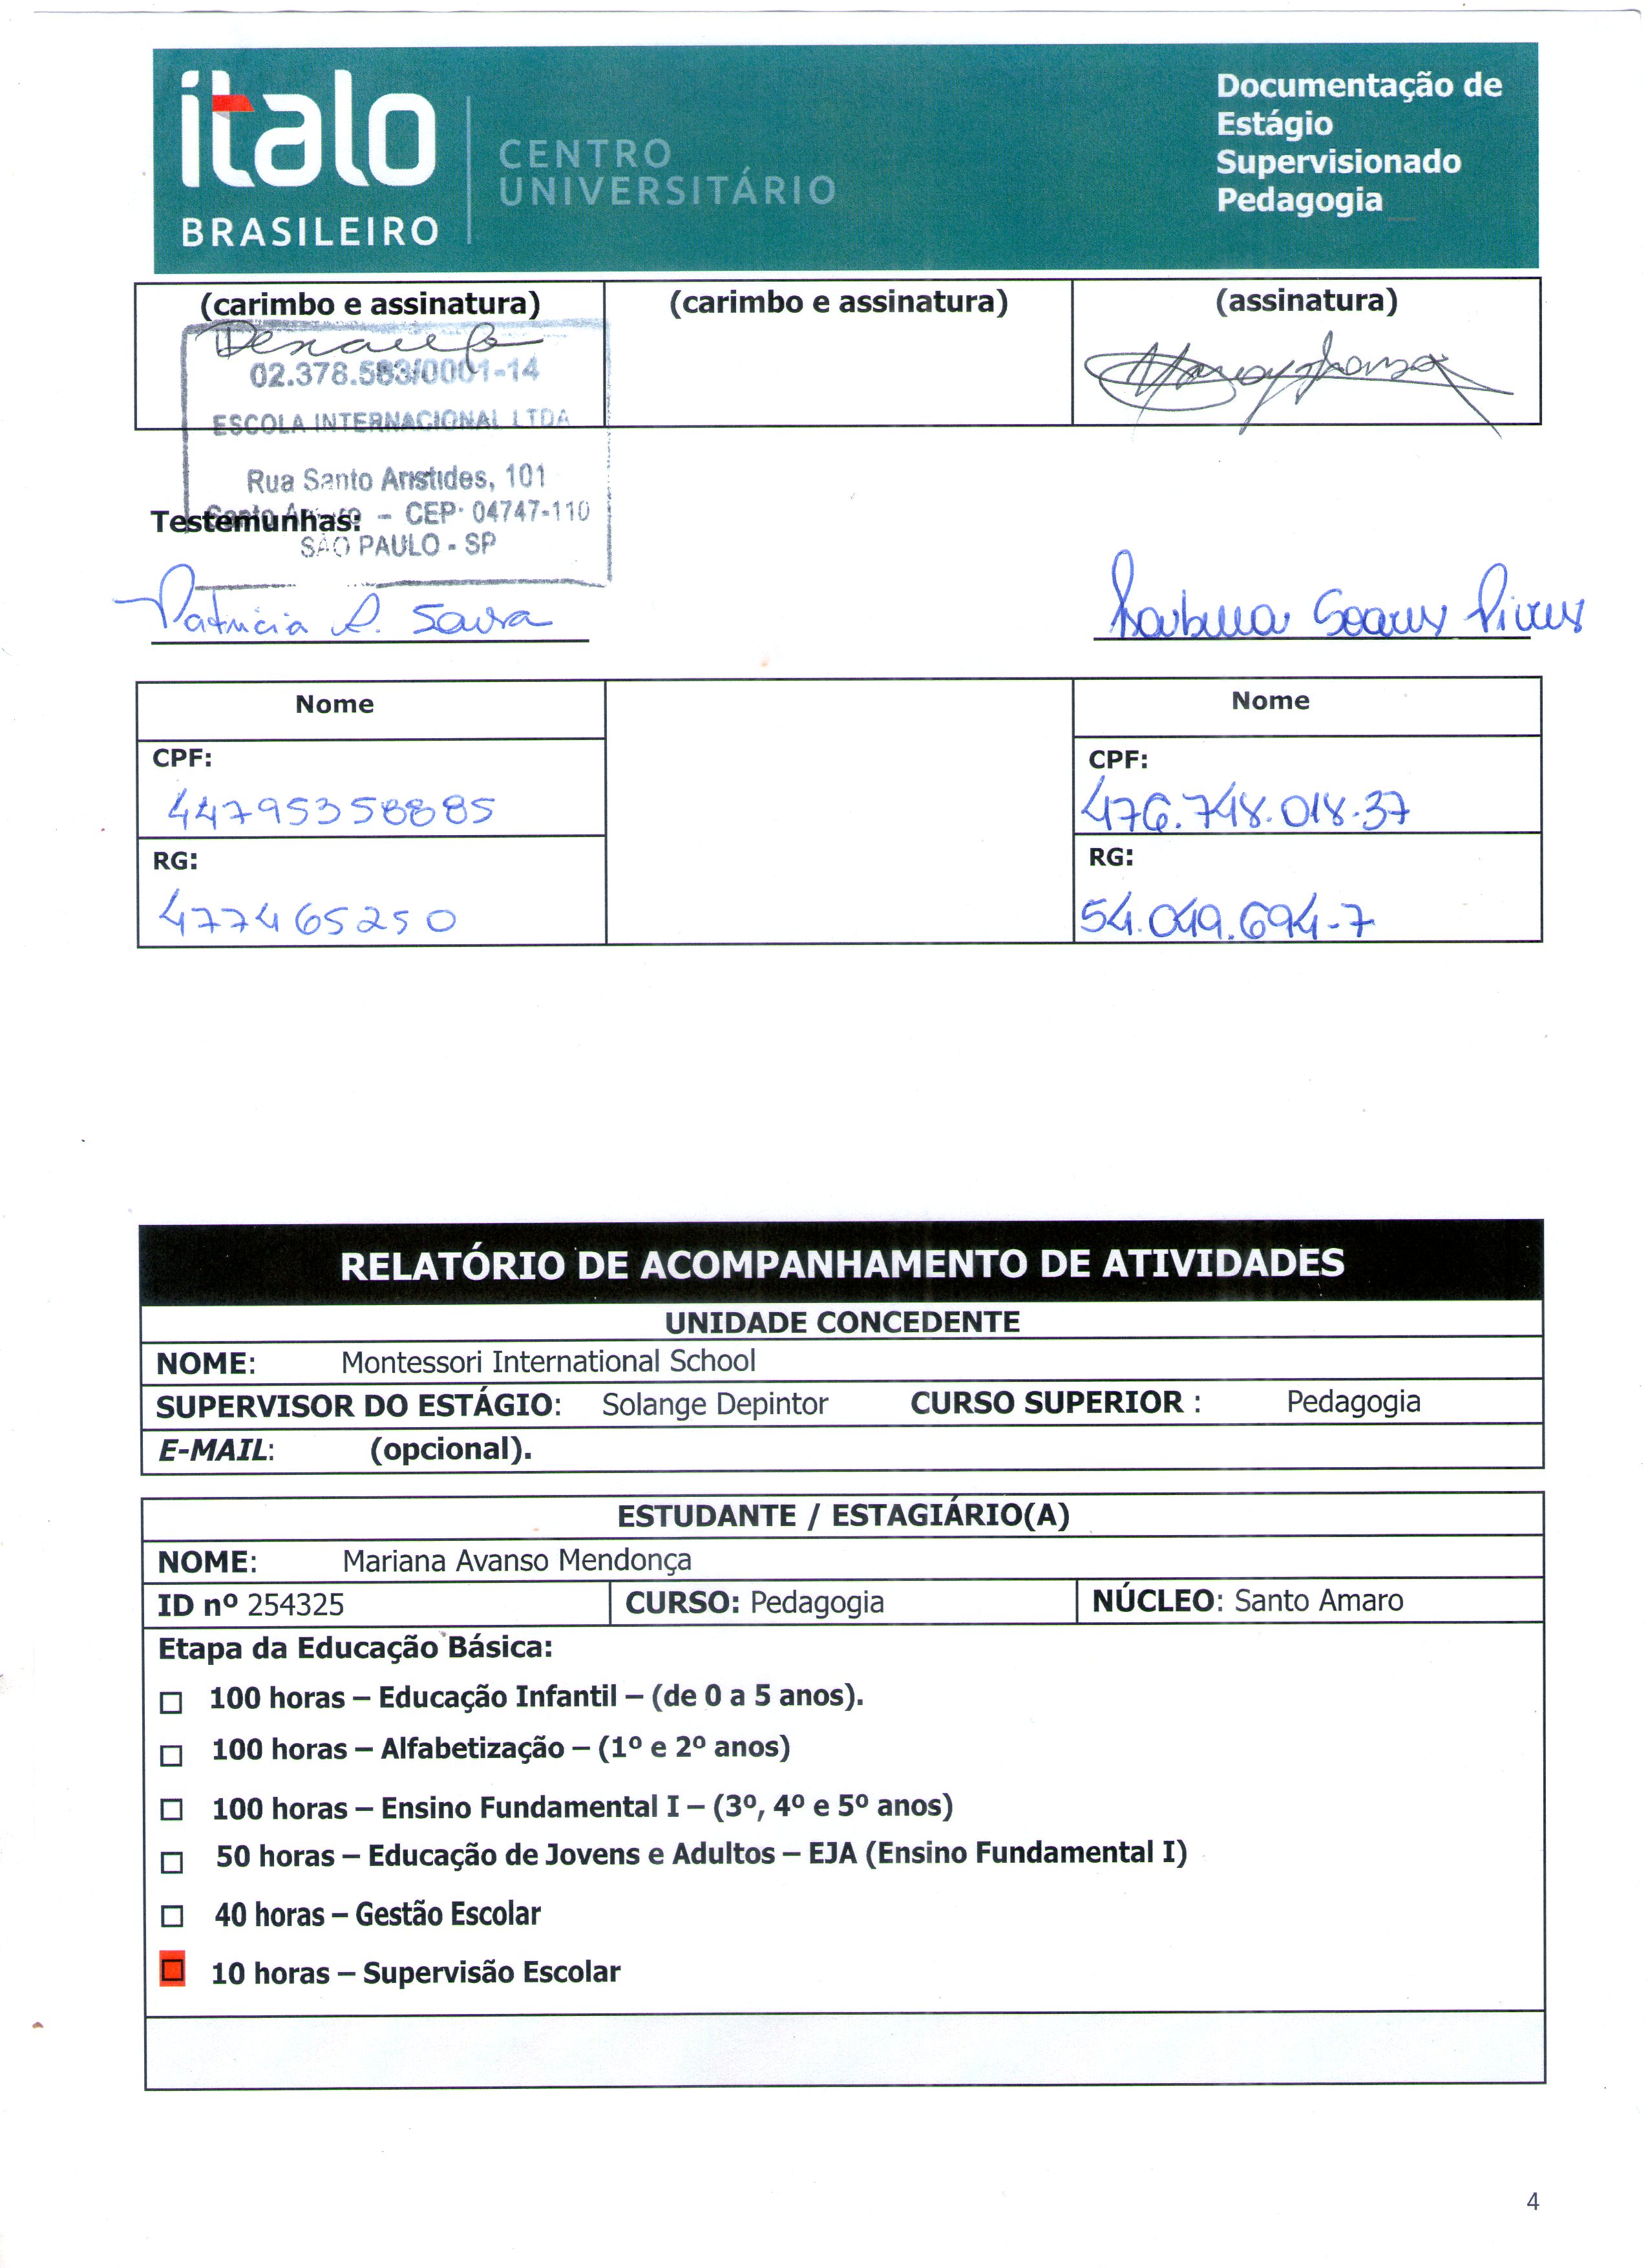 ítalo
BRASILEIRO
CENTRO
UNIVERSITÁRIO
Documentação de
Estágio
Supervisionado
Pedagogia
(carimbo e assinatura) (carimbo e assinatura) (assinatura)
02.378.583/0001-14
ESCOLA INTERNACIONAL LTDA
Rua Santo Aristides, 101
Santo Amaro - CEP: 04747-110
SÃO PAULO - SP
Testemunhas:
Patricia Soares Pires
Nome Nome
CPF: CPF:
44795358885 476.748.018-37
RG: RG:
477465250 54.049.694-7
RELATÓRIO DE ACOMPANHAMENTO DE ATIVIDADES
UNIDADE CONCEDENTE
NOME: Montessori International School
SUPERVISOR DO ESTÁGIO: Solange Depintor CURSO SUPERIOR : Pedagogia
E-MAIL: (opcional).
ESTUDANTE / ESTAGIÁRIO(A)
NOME: Mariana Avanso Mendonça
ID nº 254325 CURSO: Pedagogia NÚCLEO: Santo Amaro
Etapa da Educação Básica:
100 horas – Educação Infantil – (de 0 a 5 anos).
100 horas – Alfabetização – (1º e 2º anos)
100 horas – Ensino Fundamental I – (3º, 4º e 5º anos)
50 horas – Educação de Jovens e Adultos – EJA (Ensino Fundamental I)
40 horas – Gestão Escolar
10 horas – Supervisão Escolar
4